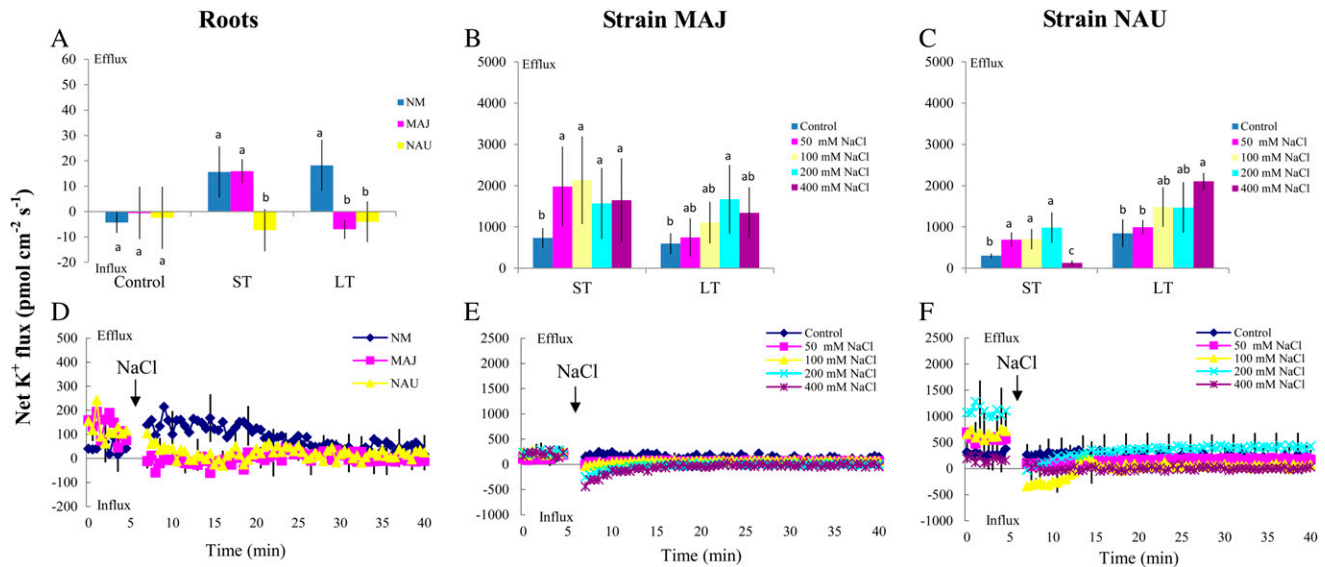 Roots
Strain MAJ
Strain NAU
Net K+ flux (pmol cm−2 s−1)
A
60
50
40
30
20
10
0
-10
-20
Efflux
Influx
NM
MAJ
NAU
a
a
a
a
a
b
a
b
b
Control
ST
LT
B
5000
4000
3000
2000
1000
0
Efflux
Control
50 mM NaCl
100 mM NaCl
200 mM NaCl
400 mM NaCl
b
a
a
a
a
b
ab
ab
a
ab
ST
LT
C
5000
4000
3000
2000
1000
0
Efflux
Control
50 mM NaCl
100 mM NaCl
200 mM NaCl
400 mM NaCl
b
a
a
a
c
b
b
ab
ab
a
ST
LT
D
500
400
300
200
100
0
-100
-200
Efflux
NaCl
Influx
NM
MAJ
NAU
0
5
10
15
20
25
30
35
40
Time (min)
E
2500
2000
1500
1000
500
0
-500
-1000
Efflux
NaCl
Influx
Control
50 mM NaCl
100 mM NaCl
200 mM NaCl
400 mM NaCl
0
5
10
15
20
25
30
35
40
Time (min)
F
2500
2000
1500
1000
500
0
-500
-1000
Efflux
NaCl
Influx
Control
50 mM NaCl
100 mM NaCl
200 mM NaCl
400 mM NaCl
0
5
10
15
20
25
30
35
40
Time (min)